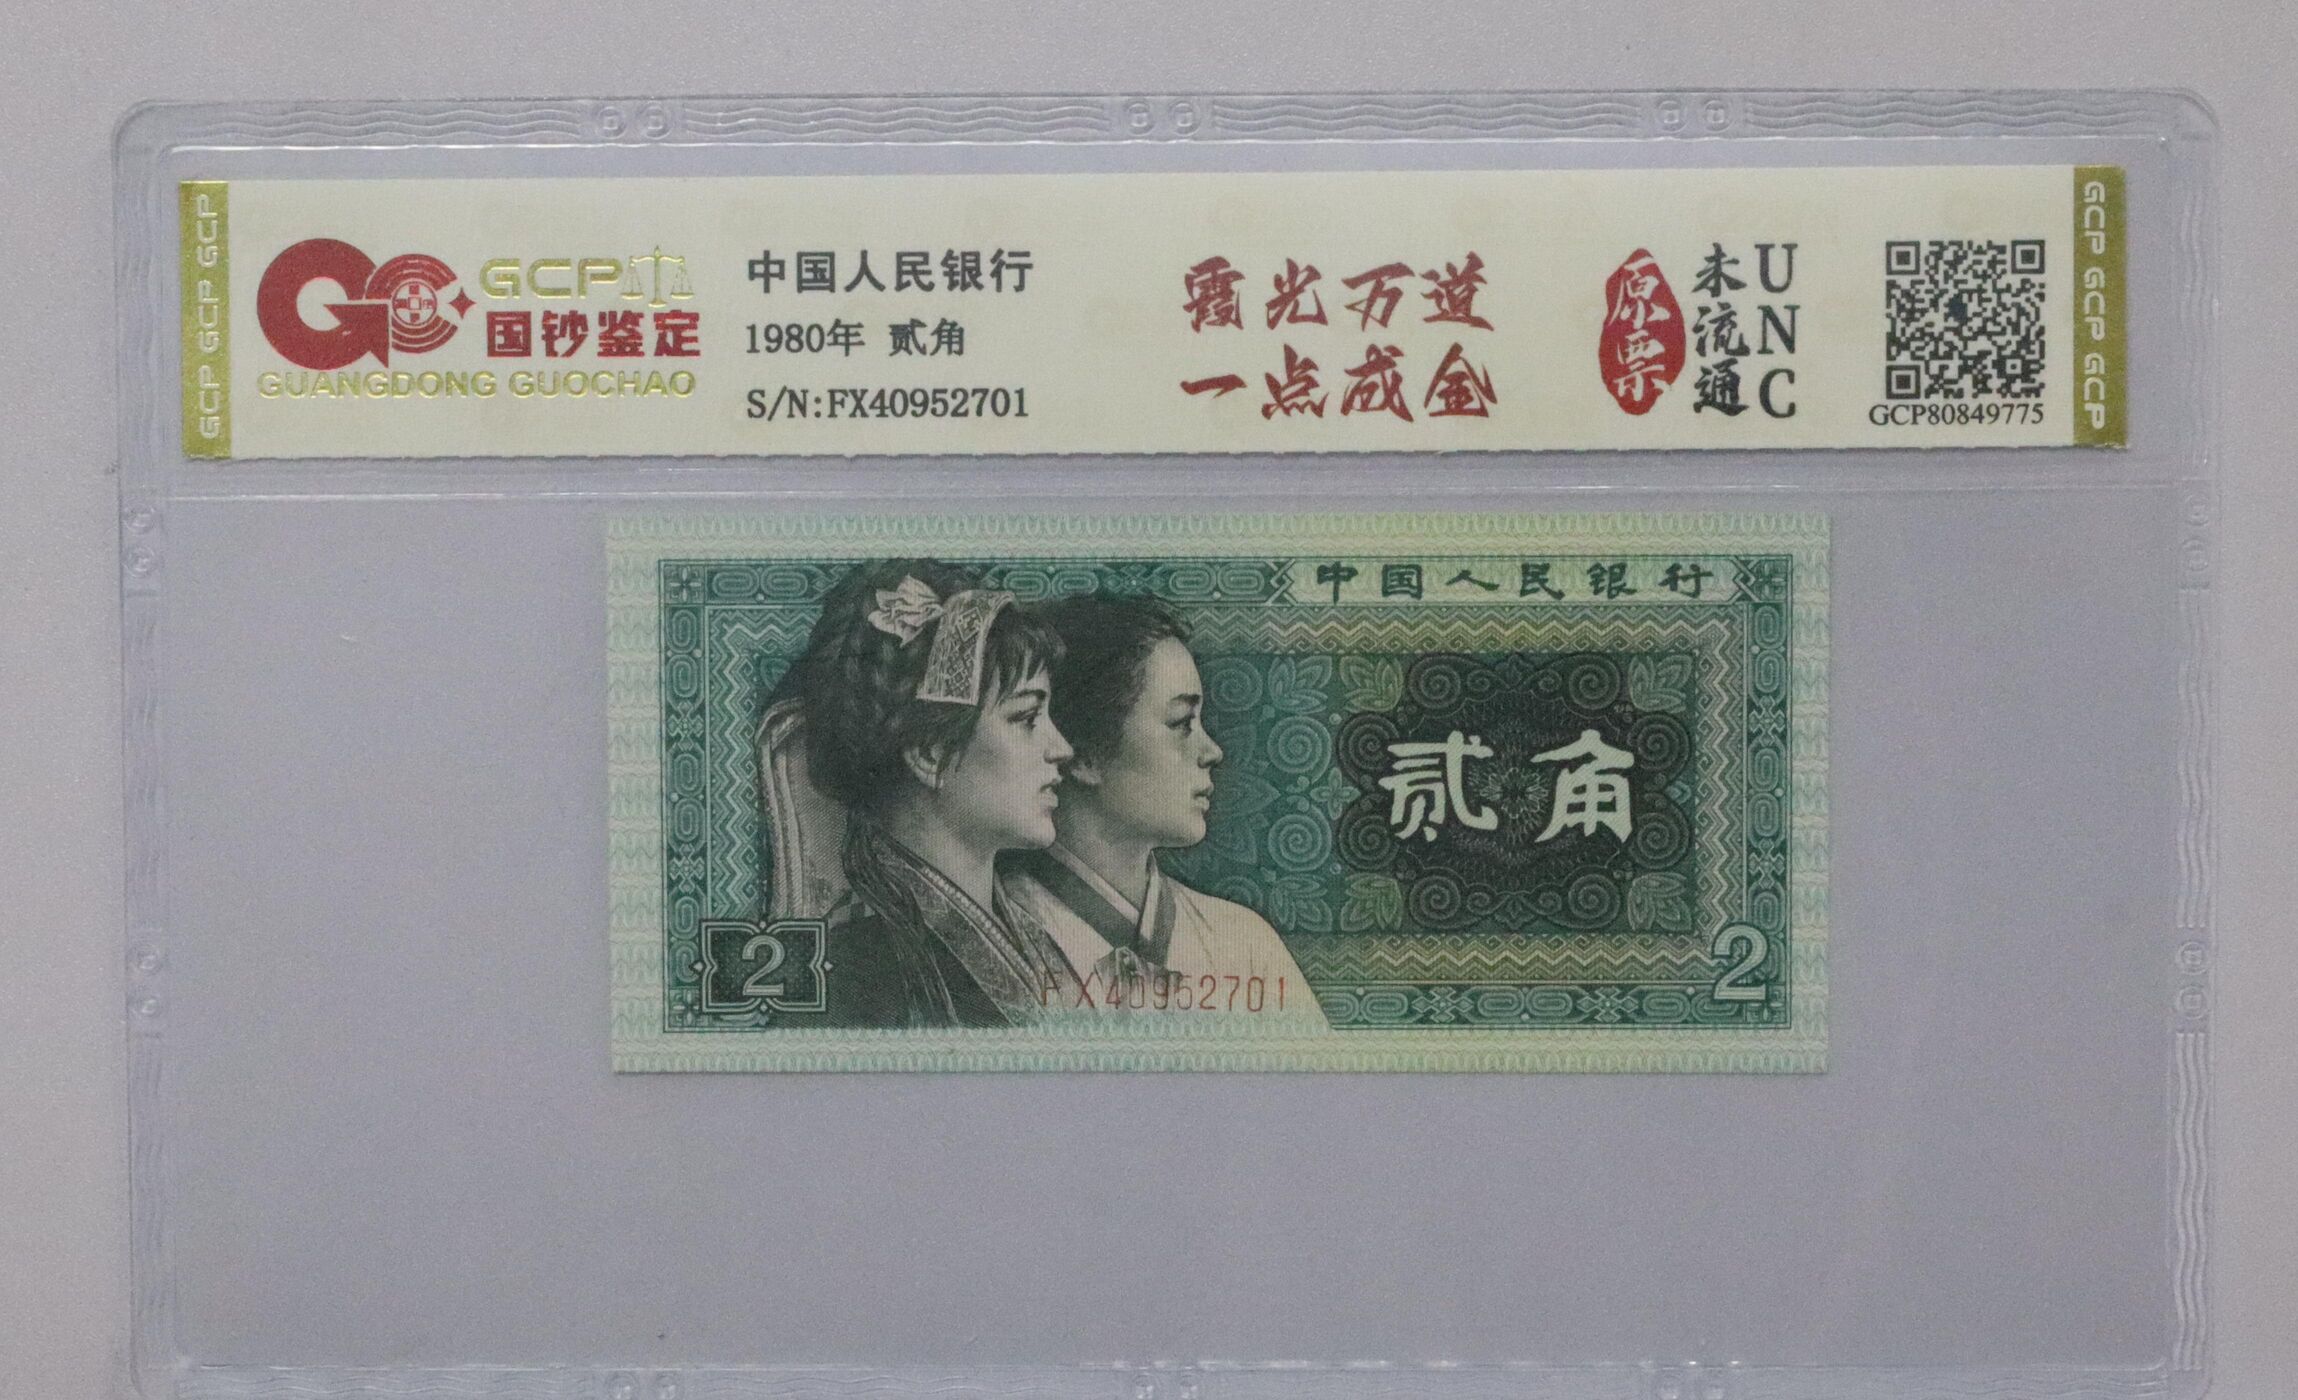 GCP GCP GCP
GCP
国钞鉴定
GUANGDONG GUOCHAO
中国人民银行
1980年 贰角
S/N:FX40952701
霞光万道
一点成金
原票
未流通
UNC
GCP80849775
GCP GCP GCP
中国人民银行
贰角
2
FX40952701
2